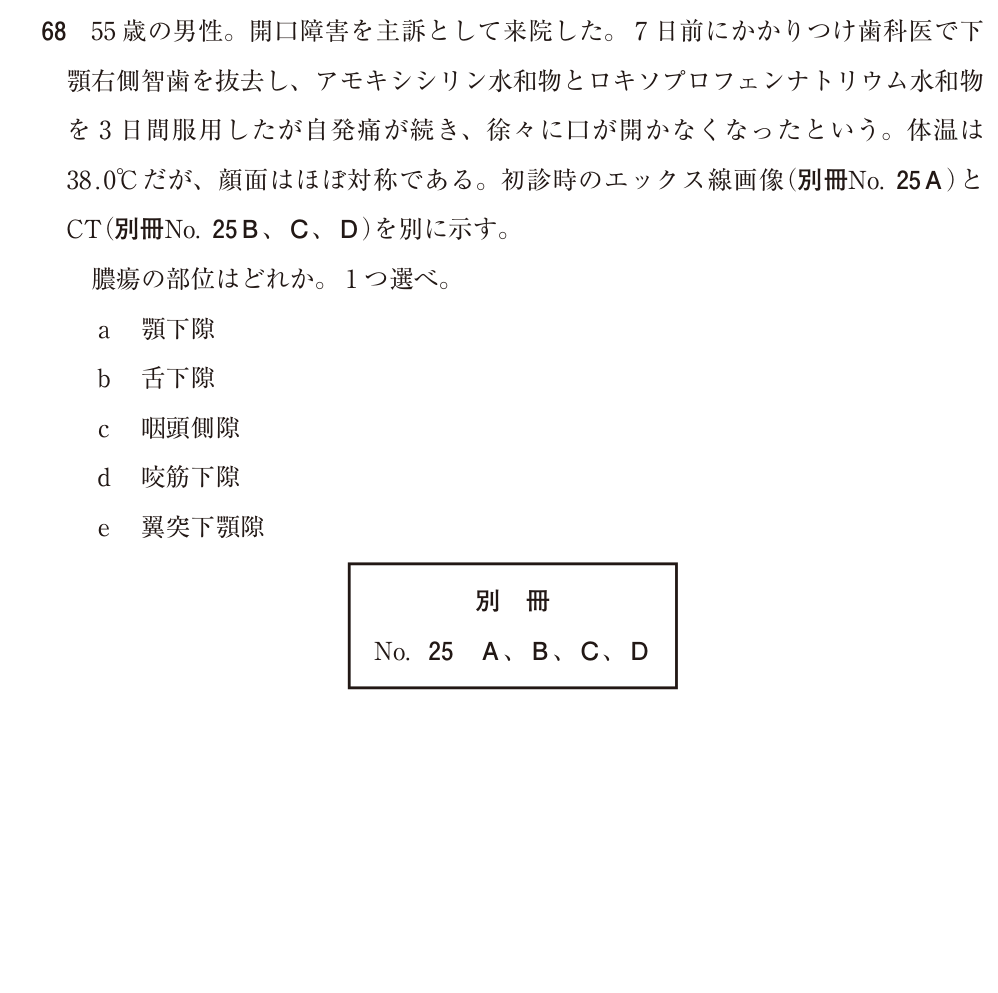 68 55歳の男性。開口障害を主訴として来院した。7日前にかかりつけ歯科医で下
顎右側智歯を抜去し、アモキシシリン水和物とロキソプロフェンナトリウム水和物
を3日間服用したが自発痛が続き、徐々に口が開かなくなったという。体温は
38.0℃だが、顔面はほぼ対称である。初診時のエックス線画像(別冊No. 25A)と
CT(別冊No. 25B、C、D)を別に示す。
膿瘍の部位はどれか。1つ選べ。
a 顎下隙
b 舌下隙
c 咽頭側隙
d 咬筋下隙
e 翼突下顎隙
別 冊
No. 25 A、B、C、D